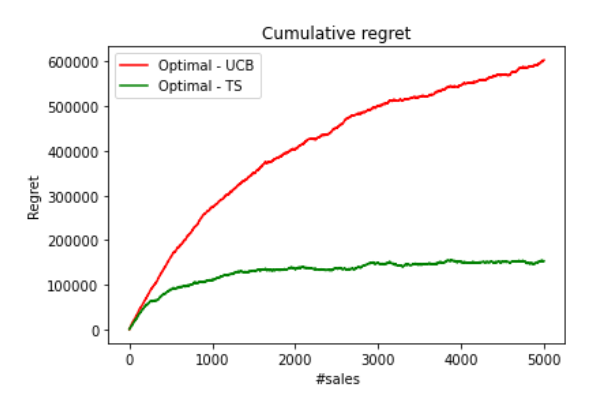 Cumulative regret
Optimal - UCB
Optimal - TS
Regret
600000
500000
400000
300000
200000
100000
0
0 1000 2000 3000 4000 5000
#sales